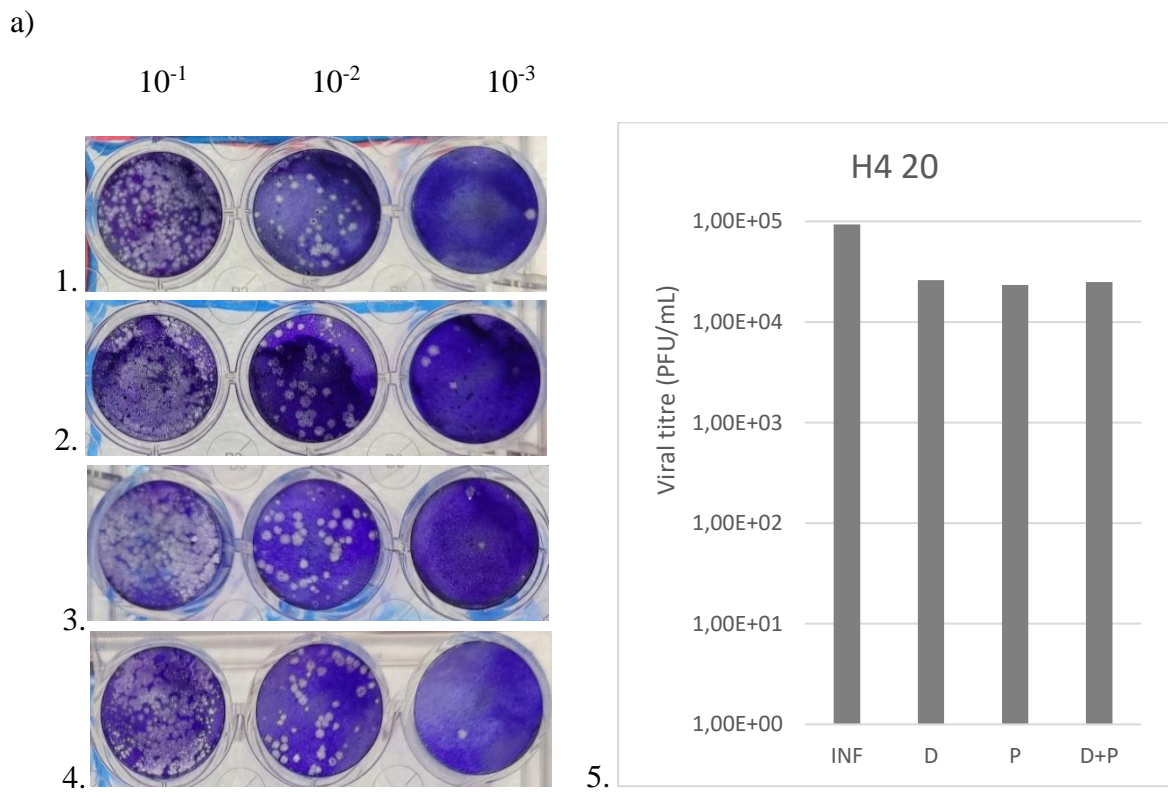 a)
10⁻¹ 10⁻² 10⁻³
1.
2.
3.
4.
5.
H4 20
Viral titre (PFU/mL)
1,00E+05
1,00E+04
1,00E+03
1,00E+02
1,00E+01
1,00E+00
INF D P D+P